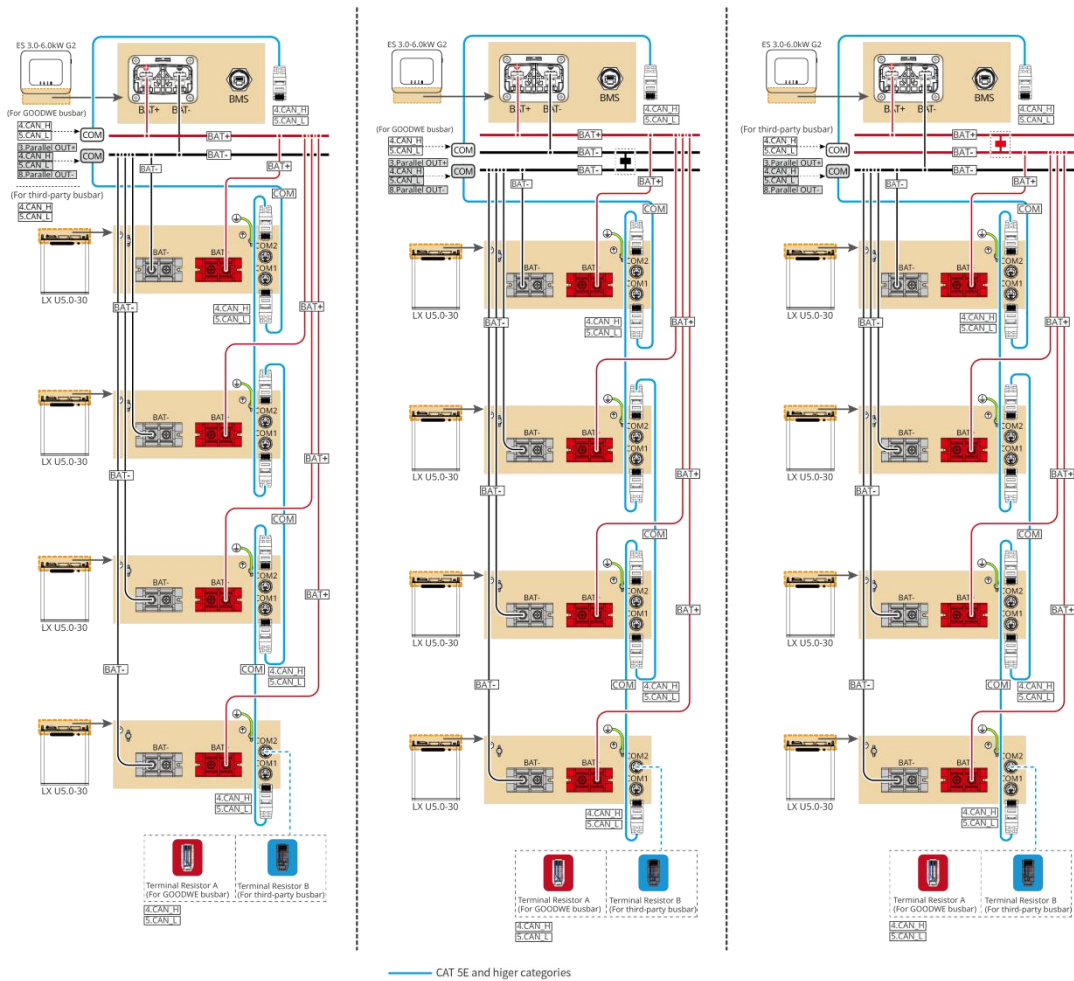 ES 3.0-6.0kW G2
BAT+
BAT-
BMS
4.CAN_H
5.CAN_L
(For GOODWE busbar)
4.CAN_H
5.CAN_L
COM
3.Parallel OUT+
4.CAN_H
5.CAN_L
8.Parallel OUT-
COM
(For third-party busbar)
4.CAN_H
5.CAN_L
BAT+
BAT-
BAT-
BAT+
COM
LX U5.0-30
BAT-
BAT-
COM2
COM1
4.CAN_H
5.CAN_L
BAT-
BAT+
LX U5.0-30
BAT-
BAT-
COM2
COM1
BAT-
BAT+
COM
LX U5.0-30
BAT-
BAT-
COM2
COM1
BAT+
BAT-
COM
4.CAN_H
5.CAN_L
LX U5.0-30
BAT-
BAT-
COM2
COM1
4.CAN_H
5.CAN_L
Terminal Resistor A
(For GOODWE busbar)
Terminal Resistor B
(For third-party busbar)
4.CAN_H
5.CAN_L
ES 3.0-6.0kW G2
BAT+
BAT-
BMS
4.CAN_H
5.CAN_L
(For GOODWE busbar)
4.CAN_H
5.CAN_L
COM
3.Parallel OUT+
4.CAN_H
5.CAN_L
8.Parallel OUT-
COM
BAT+
BAT-
BAT-
BAT-
BAT+
COM
LX U5.0-30
BAT-
BAT-
COM2
COM1
4.CAN_H
5.CAN_L
BAT-
BAT+
LX U5.0-30
BAT-
BAT-
COM2
COM1
BAT-
BAT+
COM
LX U5.0-30
BAT-
BAT-
COM2
COM1
BAT+
BAT-
COM
4.CAN_H
5.CAN_L
LX U5.0-30
BAT-
BAT-
COM2
COM1
4.CAN_H
5.CAN_L
Terminal Resistor A
(For GOODWE busbar)
Terminal Resistor B
(For third-party busbar)
4.CAN_H
5.CAN_L
ES 3.0-6.0kW G2
BAT+
BAT-
BMS
4.CAN_H
5.CAN_L
(For third-party busbar)
4.CAN_H
5.CAN_L
COM
3.Parallel OUT+
4.CAN_H
5.CAN_L
8.Parallel OUT-
COM
BAT+
BAT+
BAT-
BAT-
BAT+
COM
LX U5.0-30
BAT-
BAT-
COM2
COM1
4.CAN_H
5.CAN_L
BAT-
BAT+
LX U5.0-30
BAT-
BAT-
COM2
COM1
BAT-
BAT+
COM
LX U5.0-30
BAT-
BAT-
COM2
COM1
BAT+
BAT-
COM
4.CAN_H
5.CAN_L
LX U5.0-30
BAT-
BAT-
COM2
COM1
4.CAN_H
5.CAN_L
Terminal Resistor A
(For GOODWE busbar)
Terminal Resistor B
(For third-party busbar)
4.CAN_H
5.CAN_L
CAT 5E and higer categories